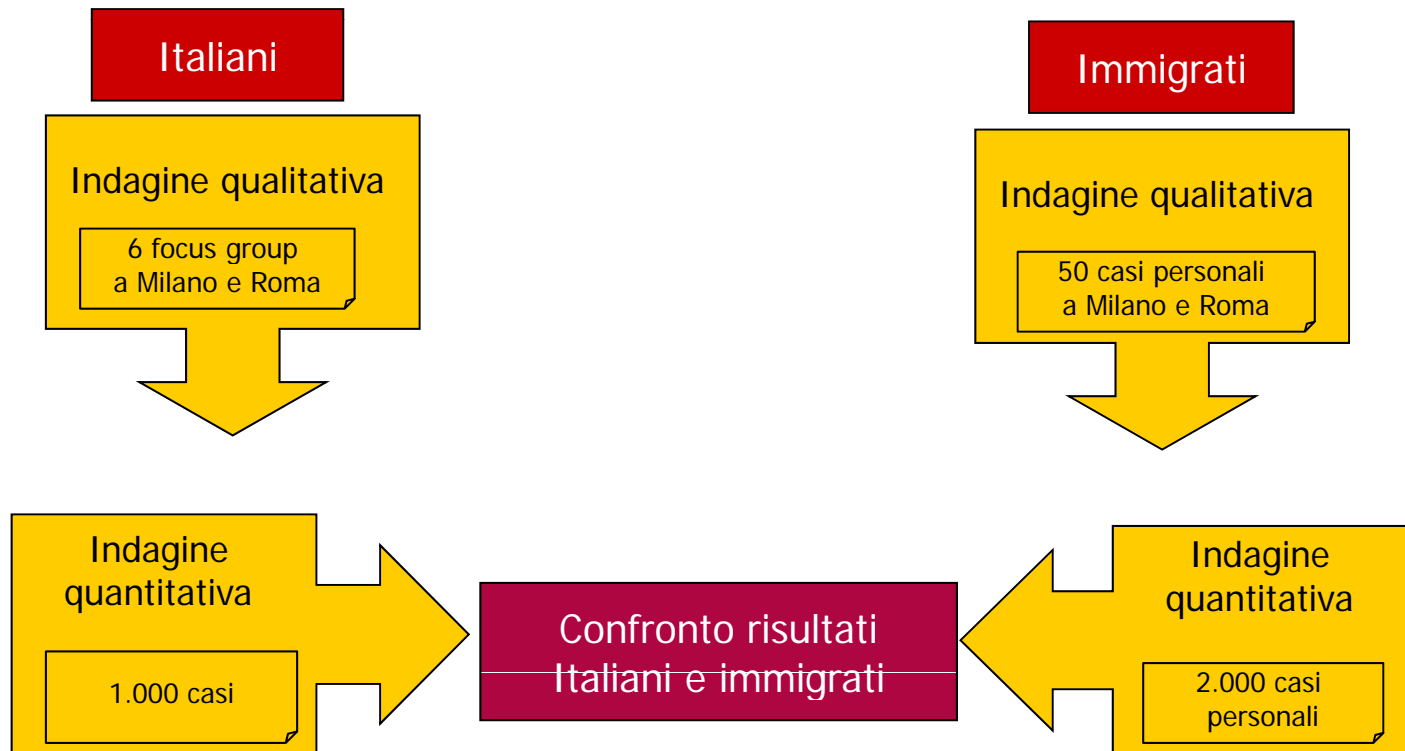 Italiani
Immigrati
Indagine qualitativa
6 focus group
a Milano e Roma
Indagine qualitativa
50 casi personali
a Milano e Roma
Indagine
quantitativa
1.000 casi
Confronto risultati
Italiani e immigrati
Indagine
quantitativa
2.000 casi
personali